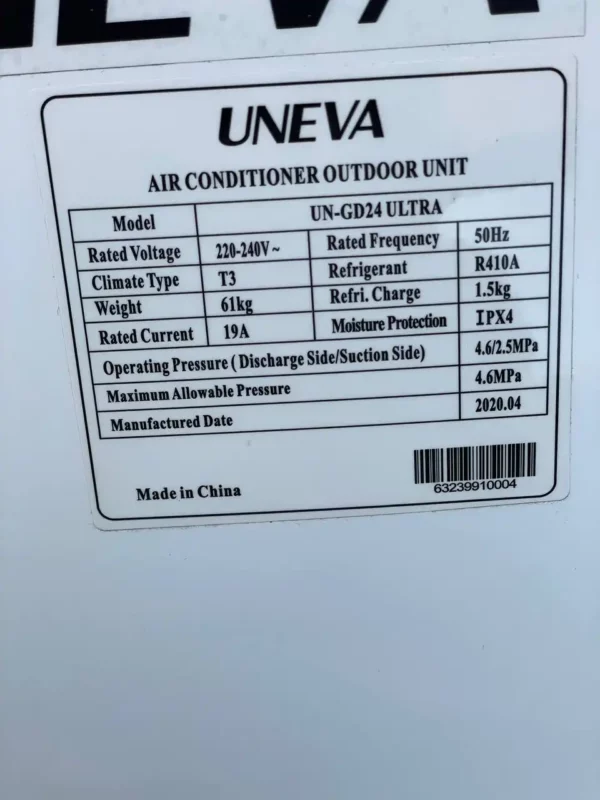 UNEVA
AIR CONDITIONER OUTDOOR UNIT
Model UN-GD24 ULTRA
Rated Voltage 220-240V~ Rated Frequency 50Hz
Climate Type T3 Refrigerant R410A
Weight 61kg Refri. Charge 1.5kg
Rated Current 19A Moisture Protection IPX4
Operating Pressure ( Discharge Side/Suction Side) 4.6/2.5MPa
Maximum Allowable Pressure 4.6MPa
Manufactured Date 2020.04
Made in China
63239910004